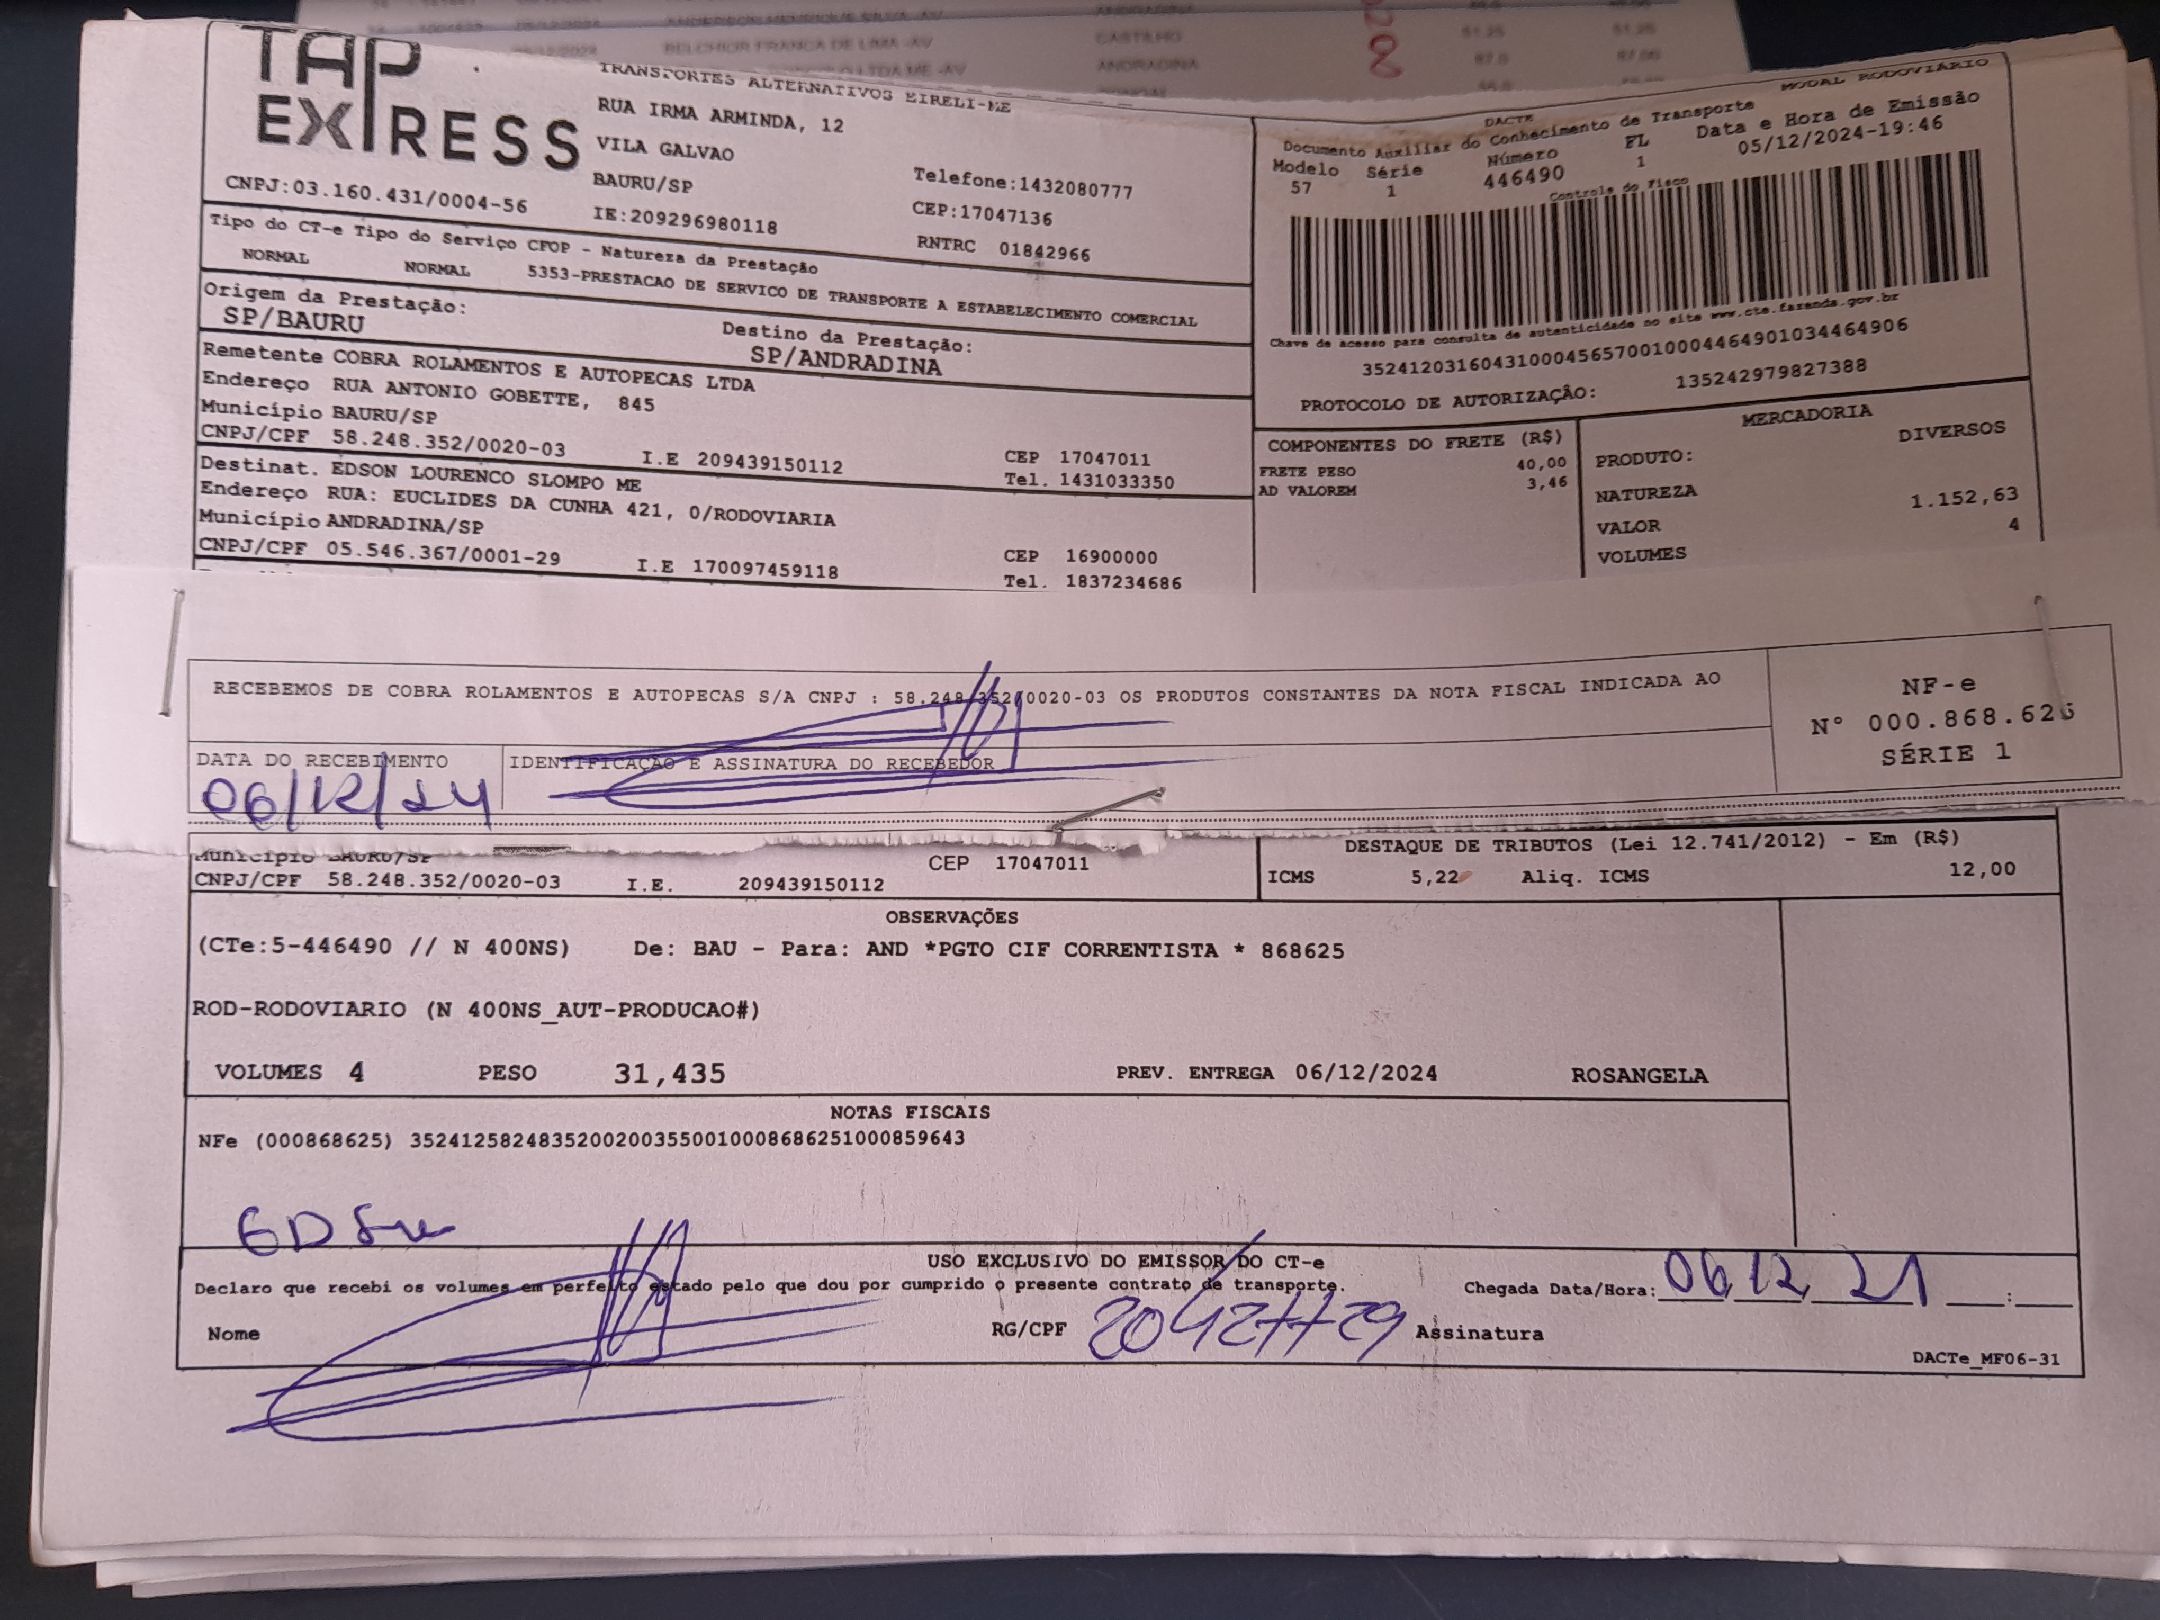 TAP
EXPRESS
TRANSPORTES ALTERNATIVOS EIRELI-ME
RUA IRMA ARMINDA, 12
VILA GALVAO
BAURU/SP
Telefone:1432080777
CNPJ:03.160.431/0004-56
IE:209296980118
CEP:17047136
RNTRC 01842966
MODAL RODOVIÁRIO
DACTE
Documento Auxiliar do Conhecimento de Transporte
Modelo Série Número FL Data e Hora de Emissão
57 1 446490 1 05/12/2024-19:46
Controle do Fisco
Chave de acesso para consulta de autenticidade no site www.cte.fazenda.gov.br
35241203160431000456570010004464901034464906
PROTOCOLO DE AUTORIZAÇÃO: 135242979827388
Tipo do CT-e Tipo do Serviço CFOP - Natureza da Prestação
NORMAL NORMAL 5353-PRESTACAO DE SERVICO DE TRANSPORTE A ESTABELECIMENTO COMERCIAL
Origem da Prestação:
SP/BAURU
Destino da Prestação:
SP/ANDRADINA
Remetente COBRA ROLAMENTOS E AUTOPECAS LTDA
Endereço RUA ANTONIO GOBETTE, 845
Município BAURU/SP
CEP 17047011
CNPJ/CPF 58.248.352/0020-03 I.E 209439150112 Tel. 1431033350
Destinat. EDSON LOURENCO SLOMPO ME
Endereço RUA: EUCLIDES DA CUNHA 421, 0/RODOVIARIA
Município ANDRADINA/SP
CEP 16900000
CNPJ/CPF 05.546.367/0001-29 I.E 170097459118 Tel. 1837234686
COMPONENTES DO FRETE (R$)
FRETE PESO 40,00
AD VALOREM 3,46
MERCADORIA
PRODUTO: DIVERSOS
NATUREZA
VALOR 1.152,63
VOLUMES 4
RECEBEMOS DE COBRA ROLAMENTOS E AUTOPECAS S/A CNPJ : 58.248.352/0020-03 OS PRODUTOS CONSTANTES DA NOTA FISCAL INDICADA AO
NF-e
N° 000.868.625
SÉRIE 1
DATA DO RECEBIMENTO
06/12/24
IDENTIFICAÇÃO E ASSINATURA DO RECEBEDOR
Município BAURU/SP CEP 17047011
CNPJ/CPF 58.248.352/0020-03 I.E. 209439150112
DESTAQUE DE TRIBUTOS (Lei 12.741/2012) - Em (R$)
ICMS 5,22 Aliq. ICMS 12,00
OBSERVAÇÕES
(CTe:5-446490 // N 400NS) De: BAU - Para: AND *PGTO CIF CORRENTISTA * 868625
ROD-RODOVIARIO (N 400NS_AUT-PRODUCAO#)
VOLUMES 4 PESO 31,435 PREV. ENTREGA 06/12/2024 ROSANGELA
NOTAS FISCAIS
NFe (000868625) 35241258248352002003550010008686251000859643
USO EXCLUSIVO DO EMISSOR DO CT-e
Declaro que recebi os volumes em perfeito estado pelo que dou por cumprido o presente contrato de transporte.
Chegada Data/Hora: 06 12 21 ___:___
Nome RG/CPF Assinatura
DACTe_MF06-31